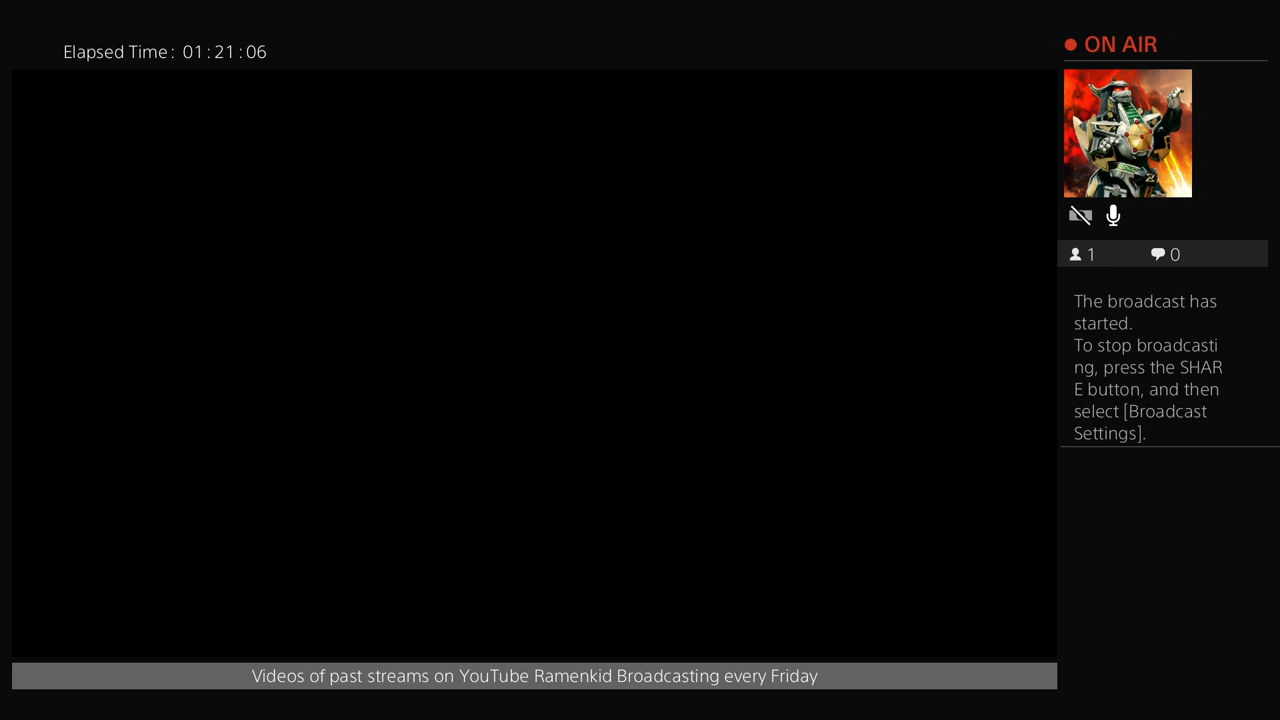 Elapsed Time: 01:21:06
ON AIR
1
0
The broadcast has
started.
To stop broadcasti
ng, press the SHAR
E button, and then
select [Broadcast
Settings].
Videos of past streams on YouTube Ramenkid Broadcasting every Friday